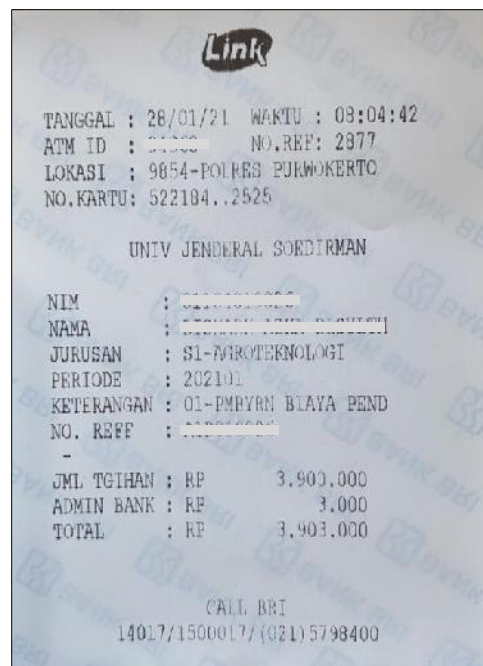 Link
TANGGAL : 28/01/21 WAKTU : 08:04:42
ATM ID : NO.REF: 2877
LOKASI : 9854-POLRES PURWOKERTO
NO.KARTU: 522184..2525
UNIV JENDERAL SOEDIRMAN
NIM :
NAMA :
JURUSAN : S1-AGROTEKNOLOGI
PERIODE : 202101
KETERANGAN : 01-PMBYRN BIAYA PEND
NO. REFF :
-
JML TGIHAN : RP 3.900.000
ADMIN BANK : RP 3.000
TOTAL : RP 3.903.000
CALL BRI
14017/1500017/(021)5798400